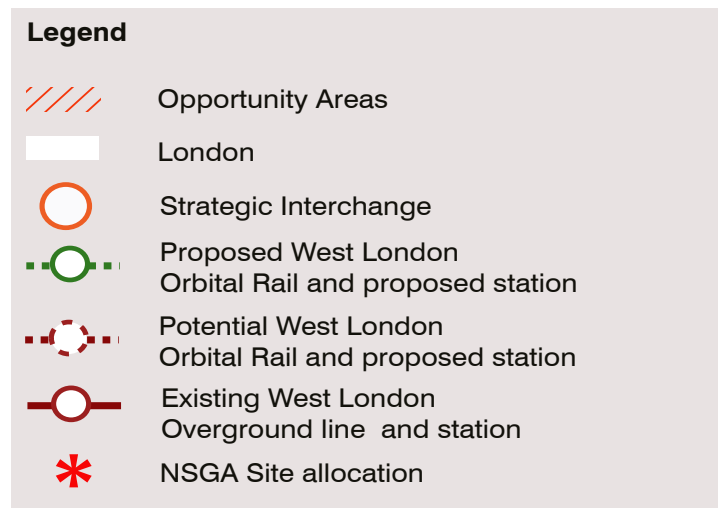 Legend
Opportunity Areas
London
Strategic Interchange
Proposed West London
Orbital Rail and proposed station
Potential West London
Orbital Rail and proposed station
Existing West London
Overground line and station
NSGA Site allocation